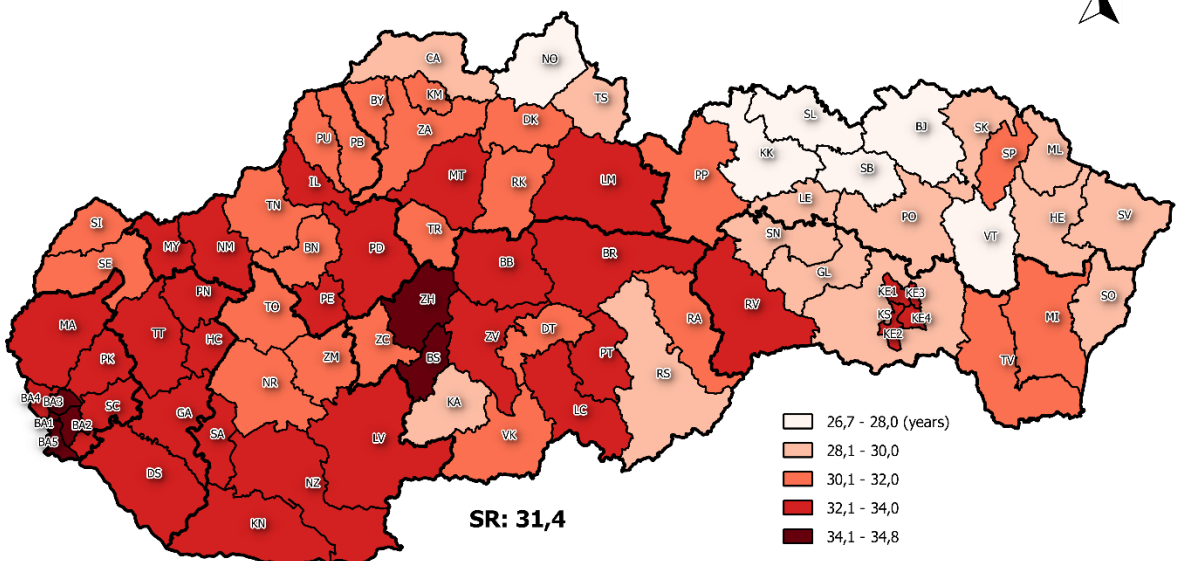 NO
CA
TS
KM
BY
SL
DK
BJ
SK
ZA
PU
PB
ML
SP
KK
SB
MT
RK
LM
PP
IL
LE
TN
PO
HE
SV
SI
TR
SN
VT
MY
NM
BN
PD
BR
BB
SE
GL
PN
PE
ZH
KE1
KE3
SO
TO
RV
MA
TT
HC
ZC
ZV
DT
RA
KS
KE4
MI
KE2
PK
ZM
BS
PT
TV
NR
RS
BA4
BA3
SC
GA
KA
LC
BA1
BA2
BA5
SA
LV
VK
DS
NZ
KN
SR: 31,4
26,7 - 28,0 (years)
28,1 - 30,0
30,1 - 32,0
32,1 - 34,0
34,1 - 34,8